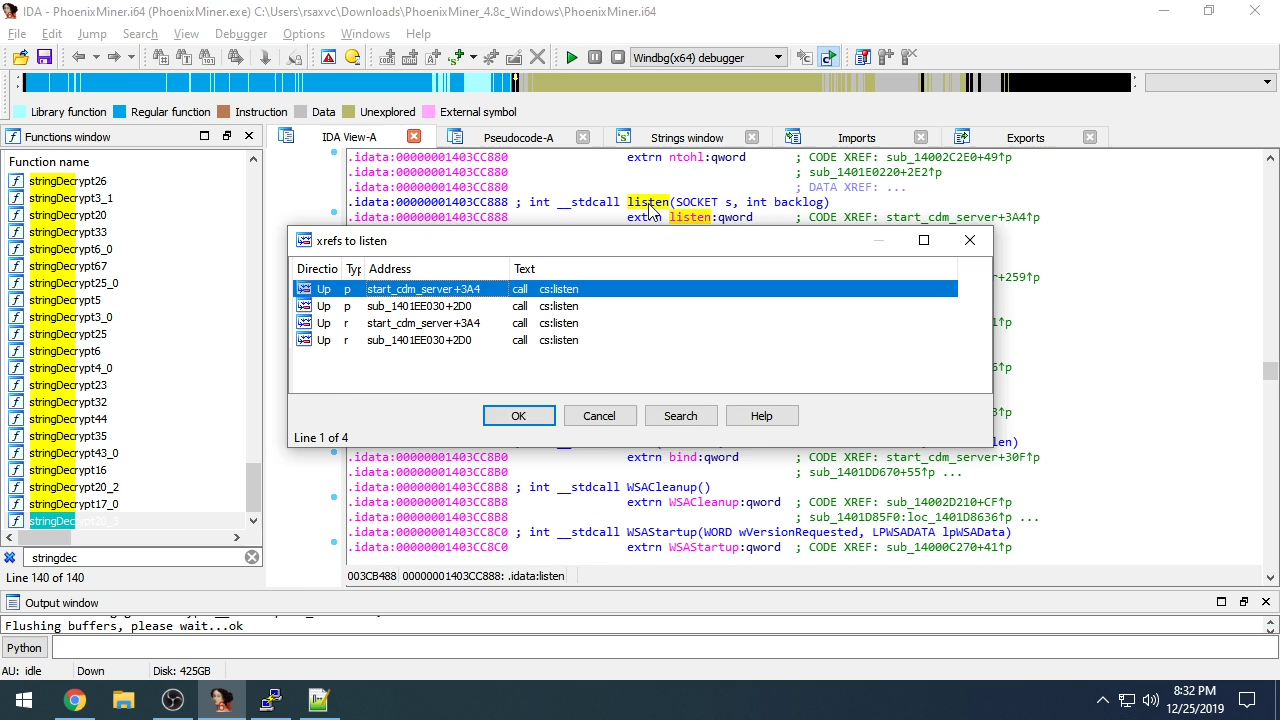 IDA - PhoenixMiner.i64 (PhoenixMiner.exe) C:\Users\rsaxvc\Downloads\PhoenixMiner_4.8c_Windows\PhoenixMiner.i64
File Edit Jump Search View Debugger Options Windows Help
Windbg(x64) debugger
Library function Regular function Instruction Data Unexplored External symbol
Functions window
IDA View-A Pseudocode-A Strings window Imports Exports
Function name
stringDecrypt26
stringDecrypt3_1
stringDecrypt20
stringDecrypt33
stringDecrypt6_0
stringDecrypt67
stringDecrypt25_0
stringDecrypt5
stringDecrypt3_0
stringDecrypt25
stringDecrypt6
stringDecrypt4_0
stringDecrypt23
stringDecrypt32
stringDecrypt44
stringDecrypt35
stringDecrypt43_0
stringDecrypt16
stringDecrypt20_2
stringDecrypt17_0
stringdec
Line 140 of 140
.idata:00000001403CC880 extrn ntohl:qword ; CODE XREF: sub_14002C2E0+49↑p
.idata:00000001403CC880 ; sub_1401E0220+2E2↑p
.idata:00000001403CC880 ; DATA XREF: ...
.idata:00000001403CC888 ; int __stdcall listen(SOCKET s, int backlog)
.idata:00000001403CC888 extrn listen:qword ; CODE XREF: start_cdm_server+3A4↑p
xrefs to listen
Directio Typ Address Text
Up p start_cdm_server+3A4 call cs:listen
Up p sub_1401EE030+2D0 call cs:listen
Up r start_cdm_server+3A4 call cs:listen
Up r sub_1401EE030+2D0 call cs:listen
OK Cancel Search Help
Line 1 of 4
+259↑p
len)
.idata:00000001403CC8B0 extrn bind:qword ; CODE XREF: start_cdm_server+30F↑p
.idata:00000001403CC8B0 ; sub_1401DD670+55↑p ...
.idata:00000001403CC8B8 ; int __stdcall WSACleanup()
.idata:00000001403CC8B8 extrn WSACleanup:qword ; CODE XREF: sub_14002D210+CF↑p
.idata:00000001403CC8B8 ; sub_1401D85F0:loc_1401D8636↑p ...
.idata:00000001403CC8C0 ; int __stdcall WSAStartup(WORD wVersionRequested, LPWSADATA lpWSAData)
.idata:00000001403CC8C0 extrn WSAStartup:qword ; CODE XREF: sub_14000C270+41↑p
003CB488 00000001403CC888: .idata:listen
Output window
Flushing buffers, please wait...ok
Python
AU: idle Down Disk: 425GB
8:32 PM
12/25/2019